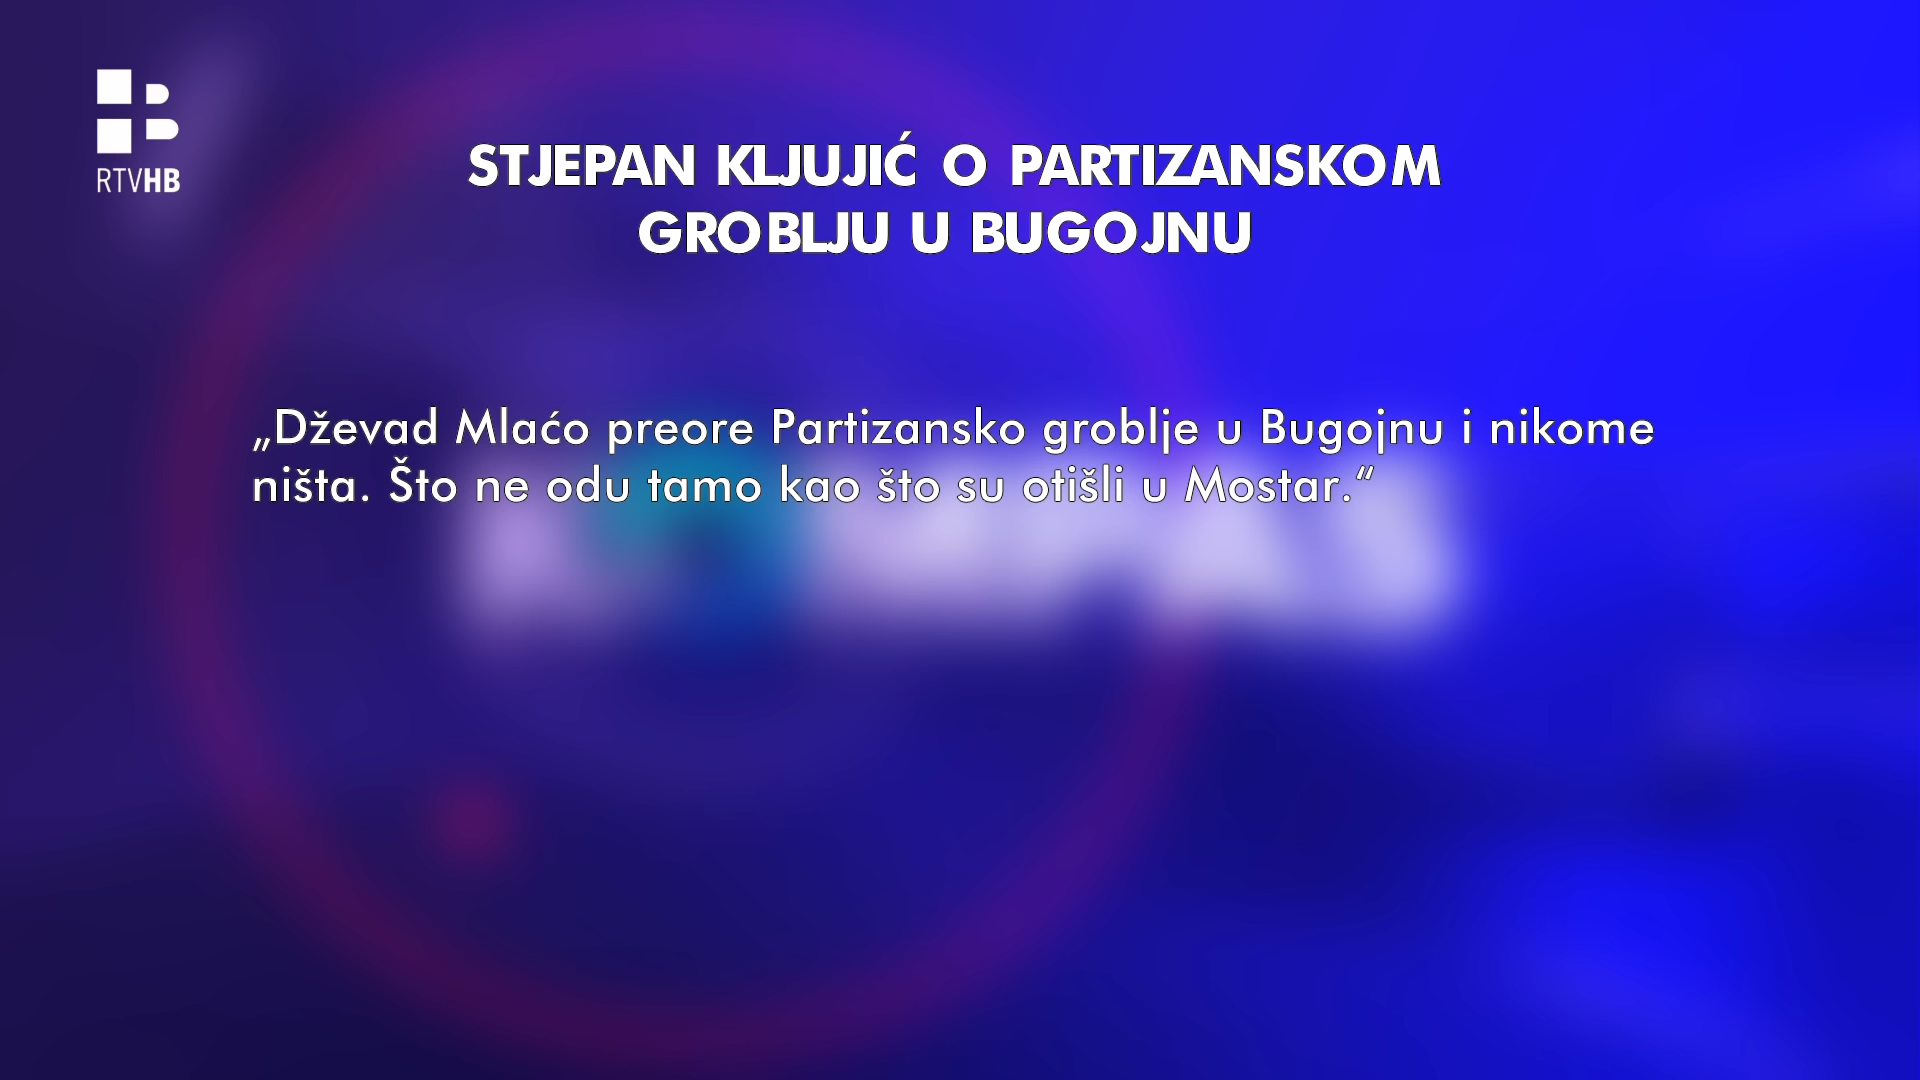 RTVHB
STJEPAN KLJUJIĆ O PARTIZANSKOM
GROBLJU U BUGOJNU
„Dževad Mlaćo preore Partizansko groblje u Bugojnu i nikome
ništa. Što ne odu tamo kao što su otišli u Mostar.“